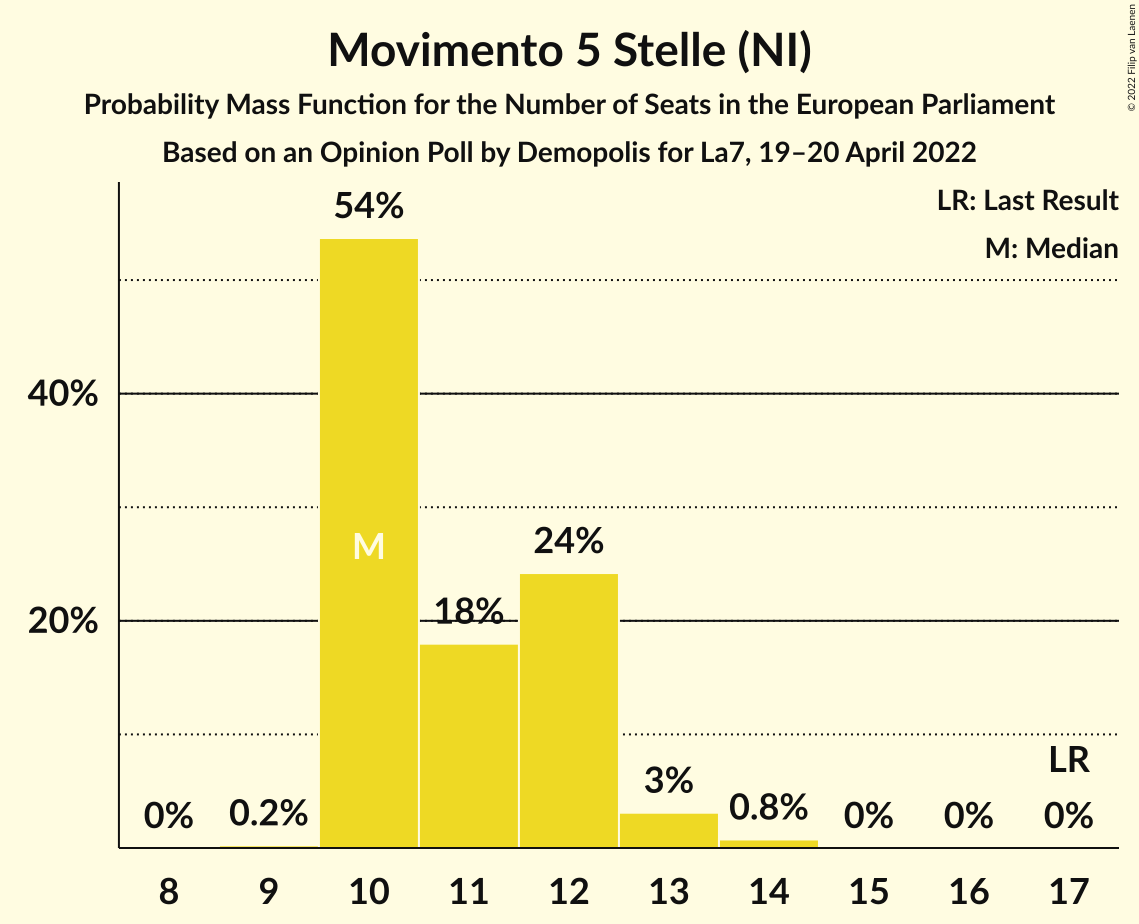 Movimento 5 Stelle (NI)
Probability Mass Function for the Number of Seats in the European Parliament
Based on an Opinion Poll by Demopolis for La7, 19–20 April 2022
© 2022 Filip van Laenen
LR: Last Result
M: Median
54%
40%
M
24%
18%
20%
LR
3%
0% 0.2% 0.8% 0% 0% 0%
8 9 10 11 12 13 14 15 16 17